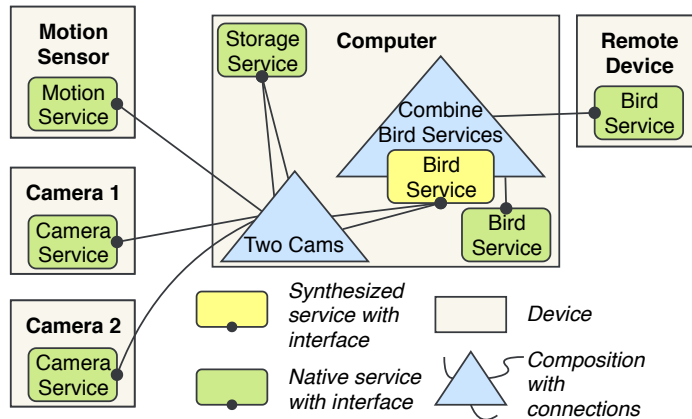 Motion
Sensor
Motion
Service
Camera 1
Camera
Service
Camera 2
Camera
Service
Computer
Storage
Service
Combine
Bird Services
Bird
Service
Two Cams
Bird
Service
Remote
Device
Bird
Service
Synthesized
service with
interface
Native service
with interface
Device
Composition
with
connections